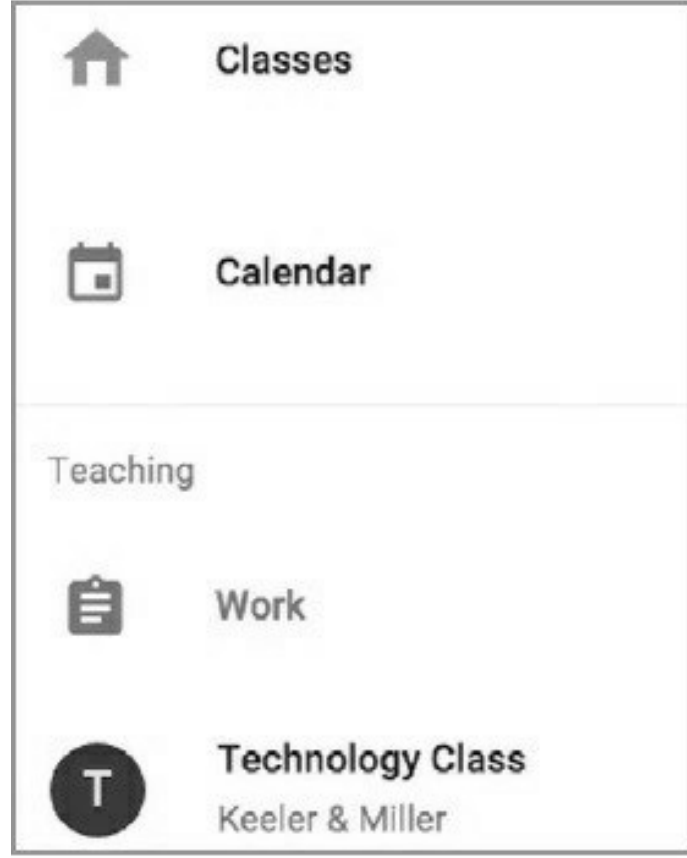 Classes
Calendar
Teaching
Work
T
Technology Class
Keeler & Miller